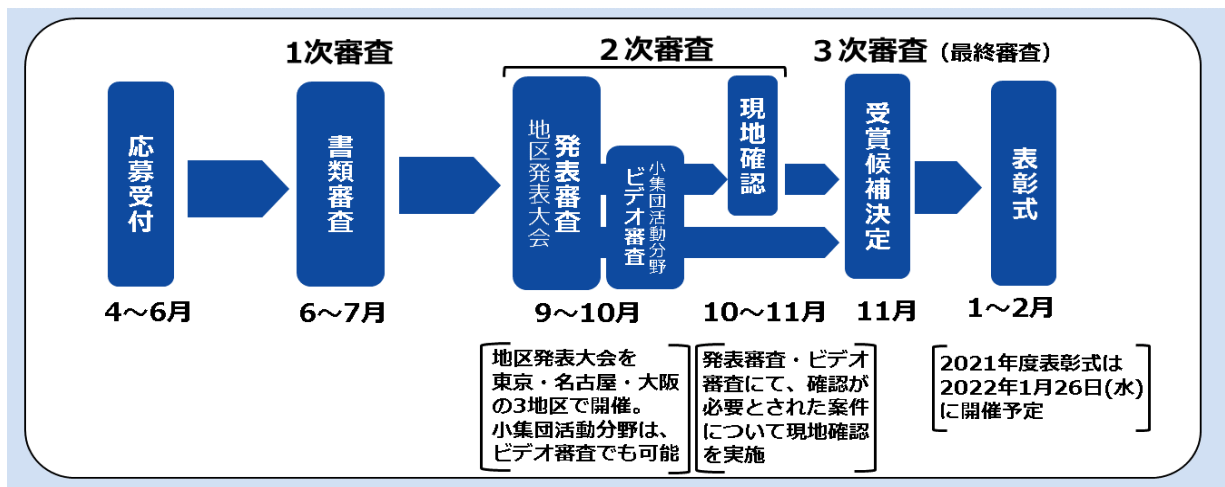 1次審査
２次審査
３次審査（最終審査）
応募受付
書類審査
発表審査
地区発表大会
小集団活動分野
ビデオ審査
現地確認
受賞候補決定
表彰式
4～6月
6～7月
9～10月
10～11月
11月
1～2月
地区発表大会を
東京・名古屋・大阪
の3地区で開催。
小集団活動分野は、
ビデオ審査でも可能
発表審査・ビデオ
審査にて、確認が
必要とされた案件
について現地確認
を実施
2021年度表彰式は
2022年1月26日(水)
に開催予定